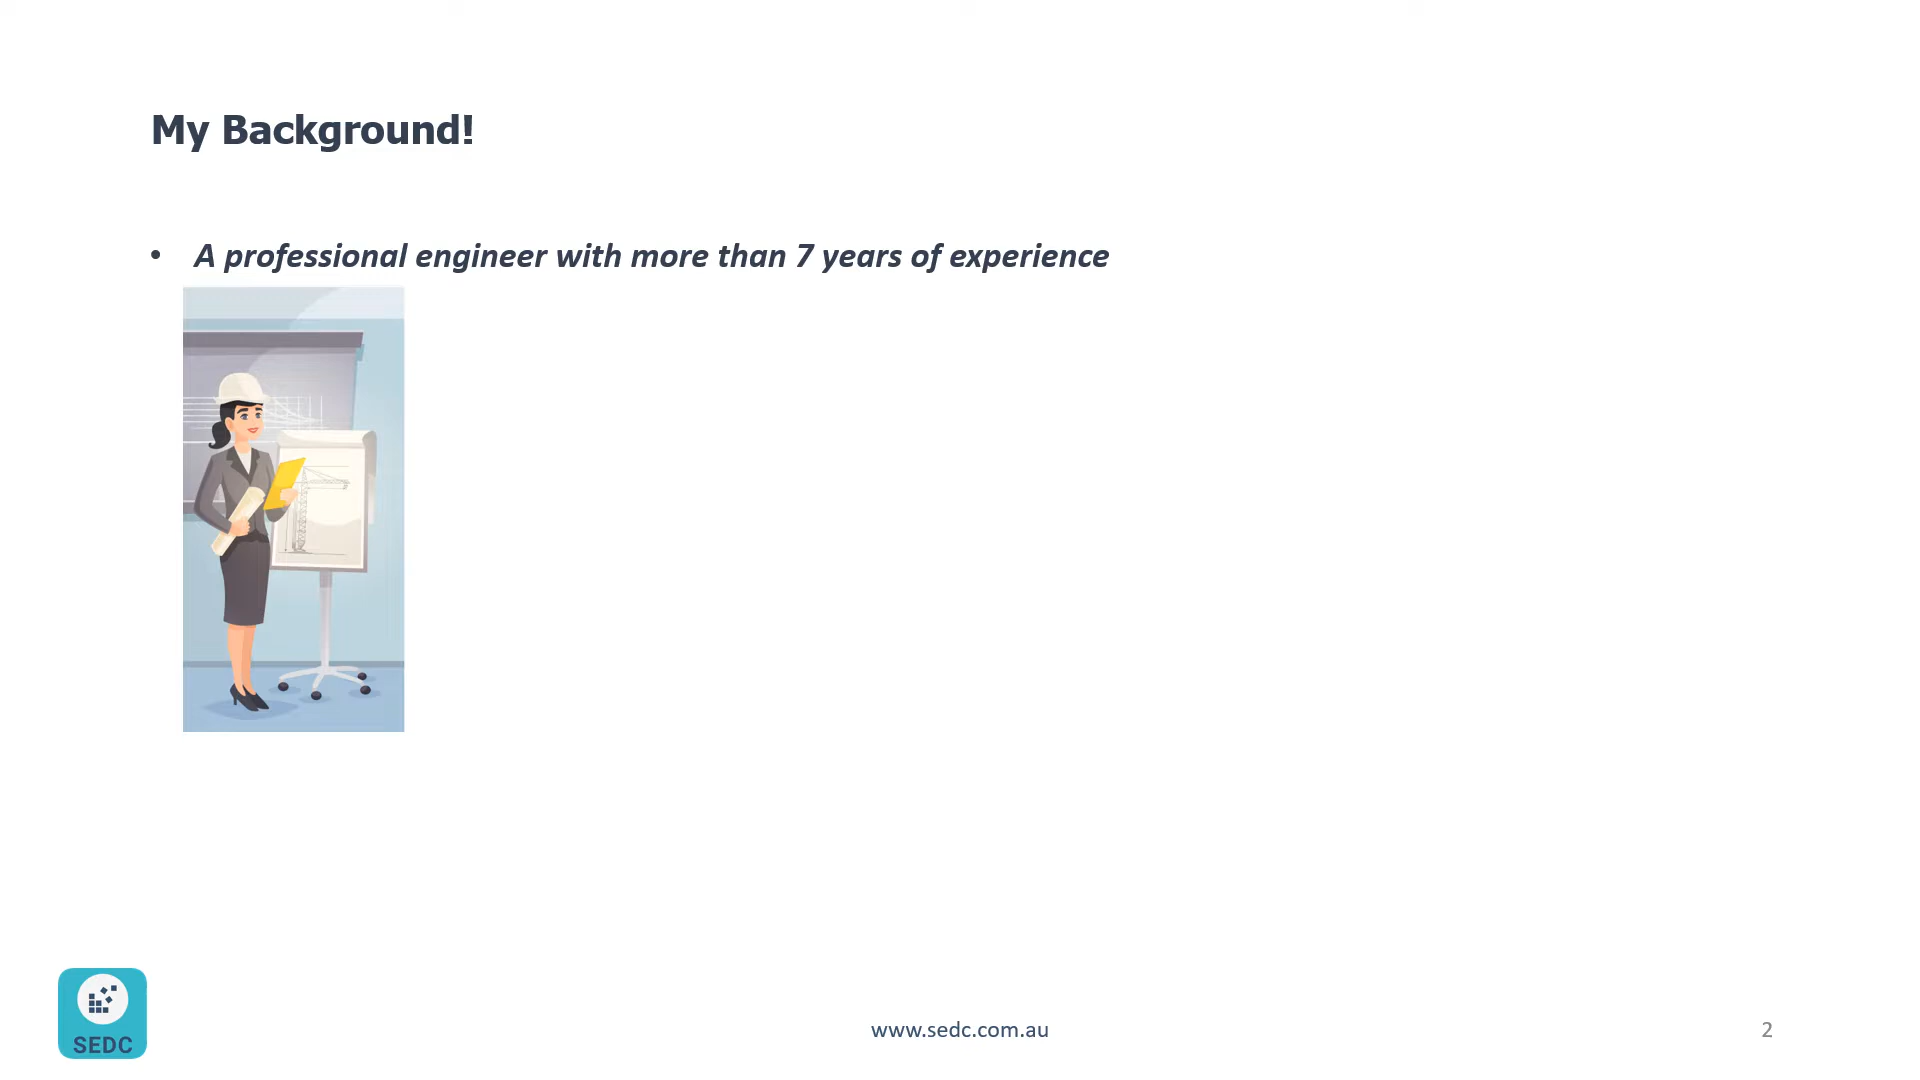 My Background!
• A professional engineer with more than 7 years of experience
SEDC
www.sedc.com.au
2